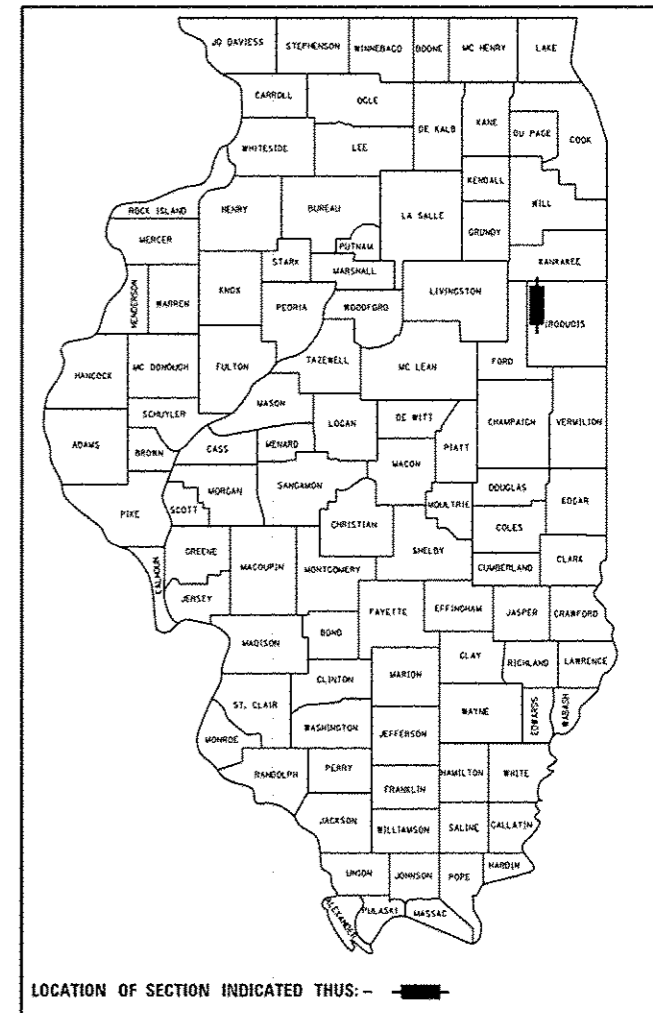 JO DAVIESS STEPHENSON WINNEBAGO BOONE MC HENRY LAKE
CARROLL OGLE DE KALB KANE DU PAGE COOK
WHITESIDE LEE KENDALL WILL
ROCK ISLAND HENRY BUREAU LA SALLE GRUNDY
MERCER PUTNAM KANKAKEE
STARK MARSHALL
HENDERSON WARREN KNOX PEORIA WOODFORD LIVINGSTON IROQUOIS
HANCOCK MC DONOUGH FULTON TAZEWELL MC LEAN FORD
SCHUYLER MASON LOGAN DE WITT CHAMPAIGN VERMILION
ADAMS BROWN CASS MENARD MACON PIATT
PIKE SCOTT MORGAN SANGAMON CHRISTIAN MOULTRIE DOUGLAS EDGAR
COLES
CALHOUN GREENE MACOUPIN MONTGOMERY SHELBY CUMBERLAND CLARK
JERSEY FAYETTE EFFINGHAM JASPER CRAWFORD
MADISON BOND CLAY RICHLAND LAWRENCE
CLINTON MARION
ST. CLAIR WASHINGTON JEFFERSON WAYNE EDWARDS WABASH
MONROE
RANDOLPH PERRY FRANKLIN HAMILTON WHITE
JACKSON WILLIAMSON SALINE GALLATIN
UNION JOHNSON POPE HARDIN
ALEXANDER PULASKI MASSAC
LOCATION OF SECTION INDICATED THUS: -